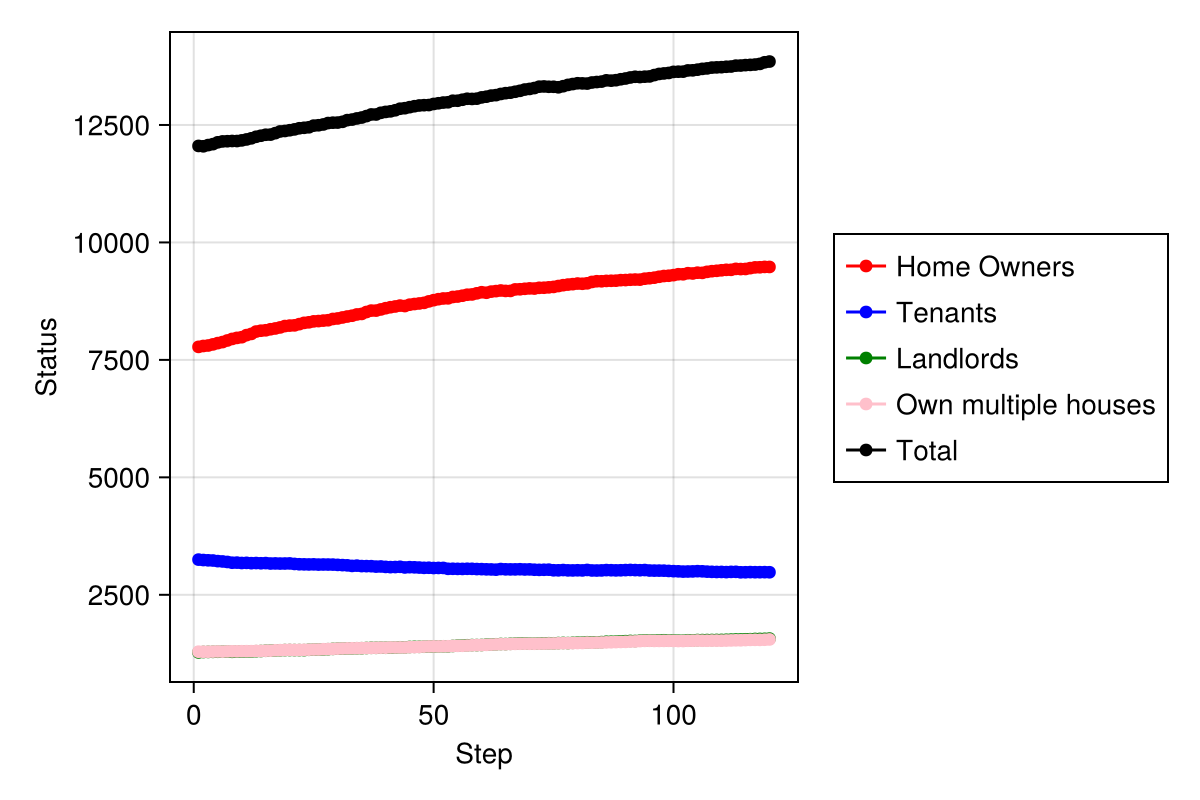 12500
10000
7500
5000
2500
Status
0 50 100
Step
Home Owners
Tenants
Landlords
Own multiple houses
Total